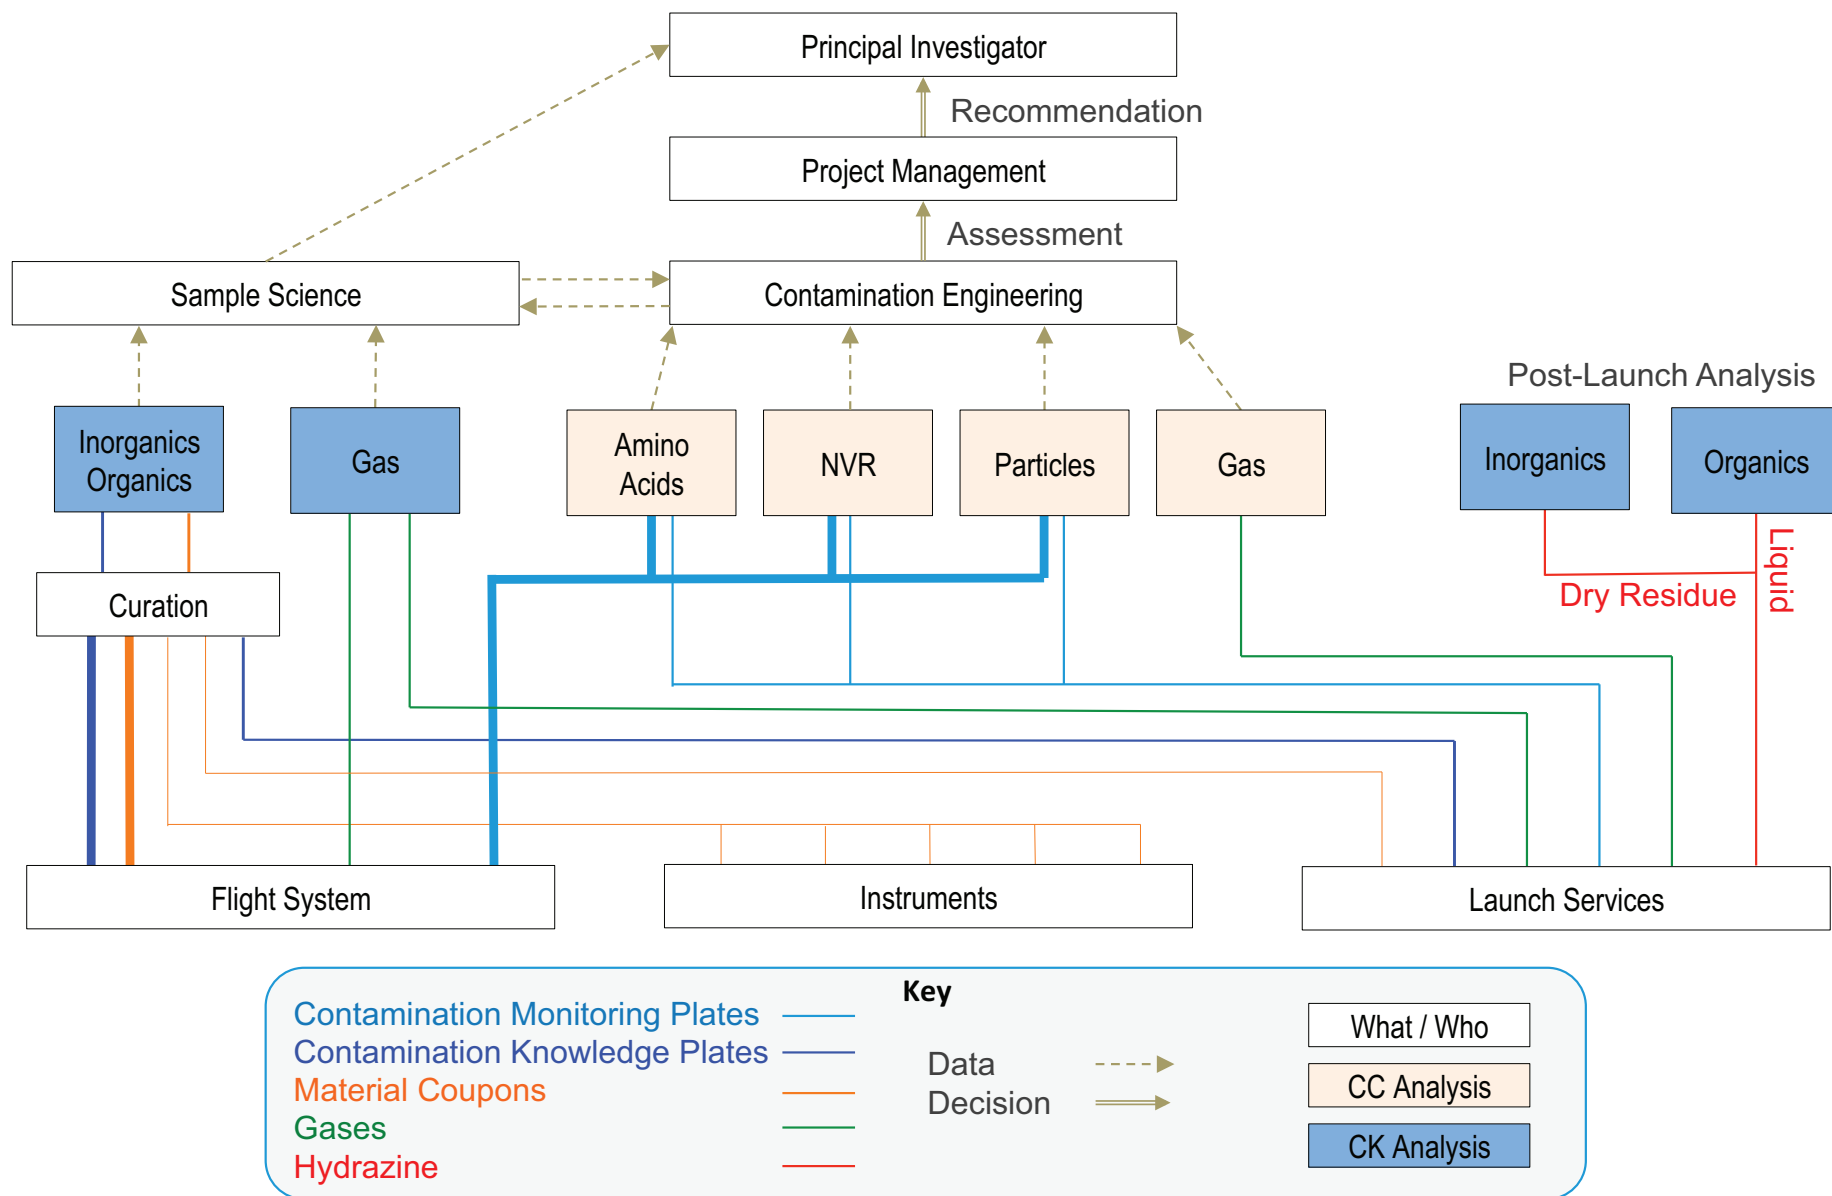 Principal Investigator
Recommendation
Project Management
Assessment
Sample Science
Contamination Engineering
Post-Launch Analysis
Inorganics
Organics
Gas
Amino
Acids
NVR
Particles
Gas
Inorganics
Organics
Liquid
Dry Residue
Curation
Flight System
Instruments
Launch Services
Key
Contamination Monitoring Plates
Contamination Knowledge Plates
Material Coupons
Gases
Hydrazine
Data
Decision
What / Who
CC Analysis
CK Analysis